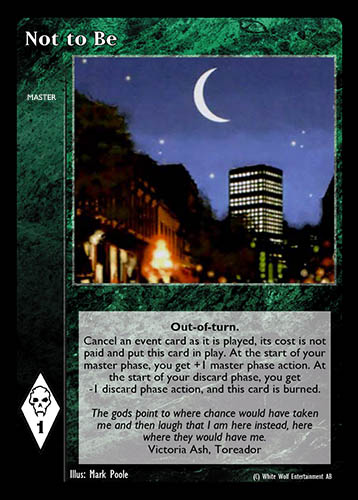 Not to Be
MASTER
Out-of-turn.
Cancel an event card as it is played, its cost is not
paid and put this card in play. At the start of your
master phase, you get +1 master phase action. At
the start of your discard phase, you get
-1 discard phase action, and this card is burned.
The gods point to where chance would have taken
me and then laugh that I am here instead, here
where they would have me.
Victoria Ash, Toreador
1
Illus: Mark Poole
(C) White Wolf Entertainment AB